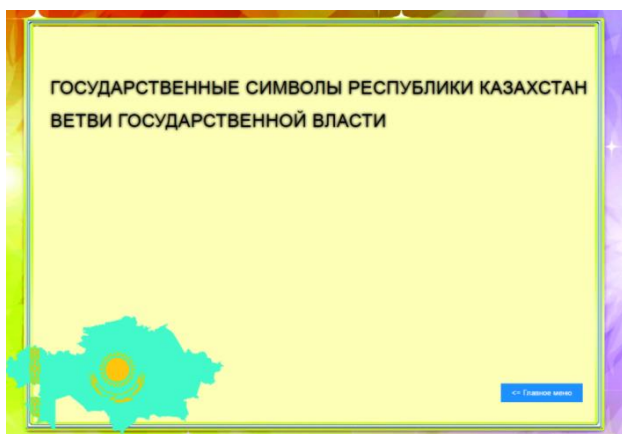 ГОСУДАРСТВЕННЫЕ СИМВОЛЫ РЕСПУБЛИКИ КАЗАХСТАН
ВЕТВИ ГОСУДАРСТВЕННОЙ ВЛАСТИ
<= Главное меню